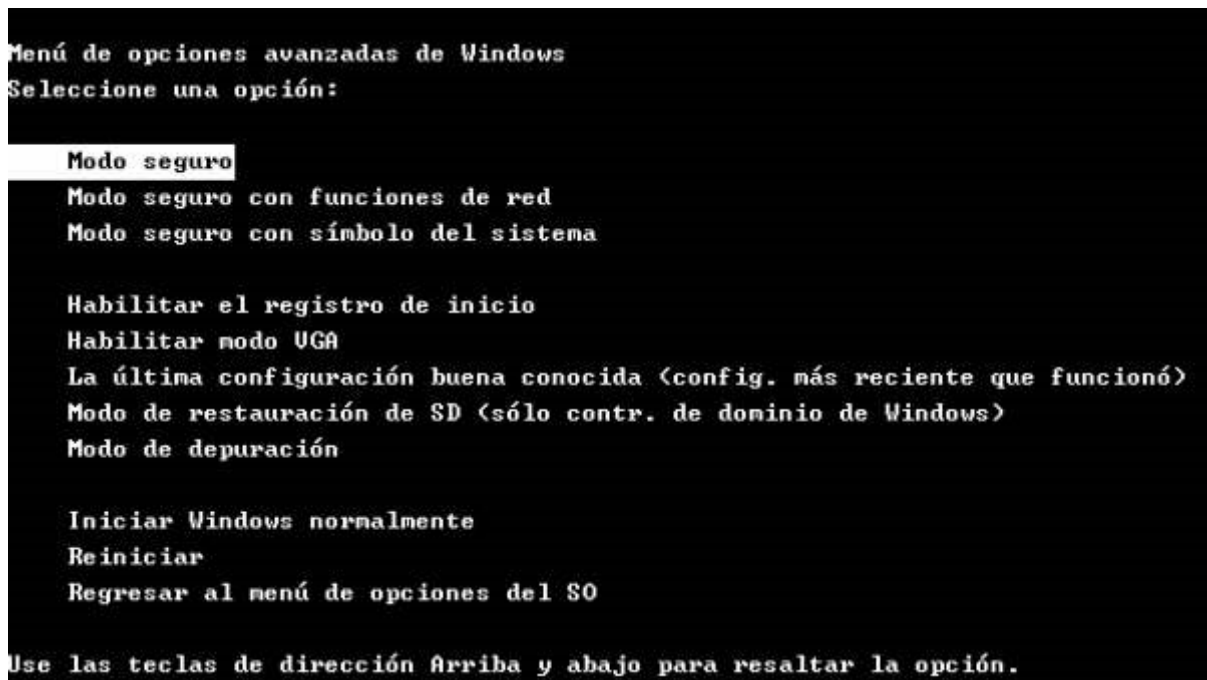 Menú de opciones avanzadas de Windows
Seleccione una opción:
Modo seguro
Modo seguro con funciones de red
Modo seguro con símbolo del sistema
Habilitar el registro de inicio
Habilitar modo VGA
La última configuración buena conocida (config. más reciente que funcionó)
Modo de restauración de SD (sólo contr. de dominio de Windows)
Modo de depuración
Iniciar Windows normalmente
Reiniciar
Regresar al menú de opciones del SO
Use las teclas de dirección Arriba y abajo para resaltar la opción.